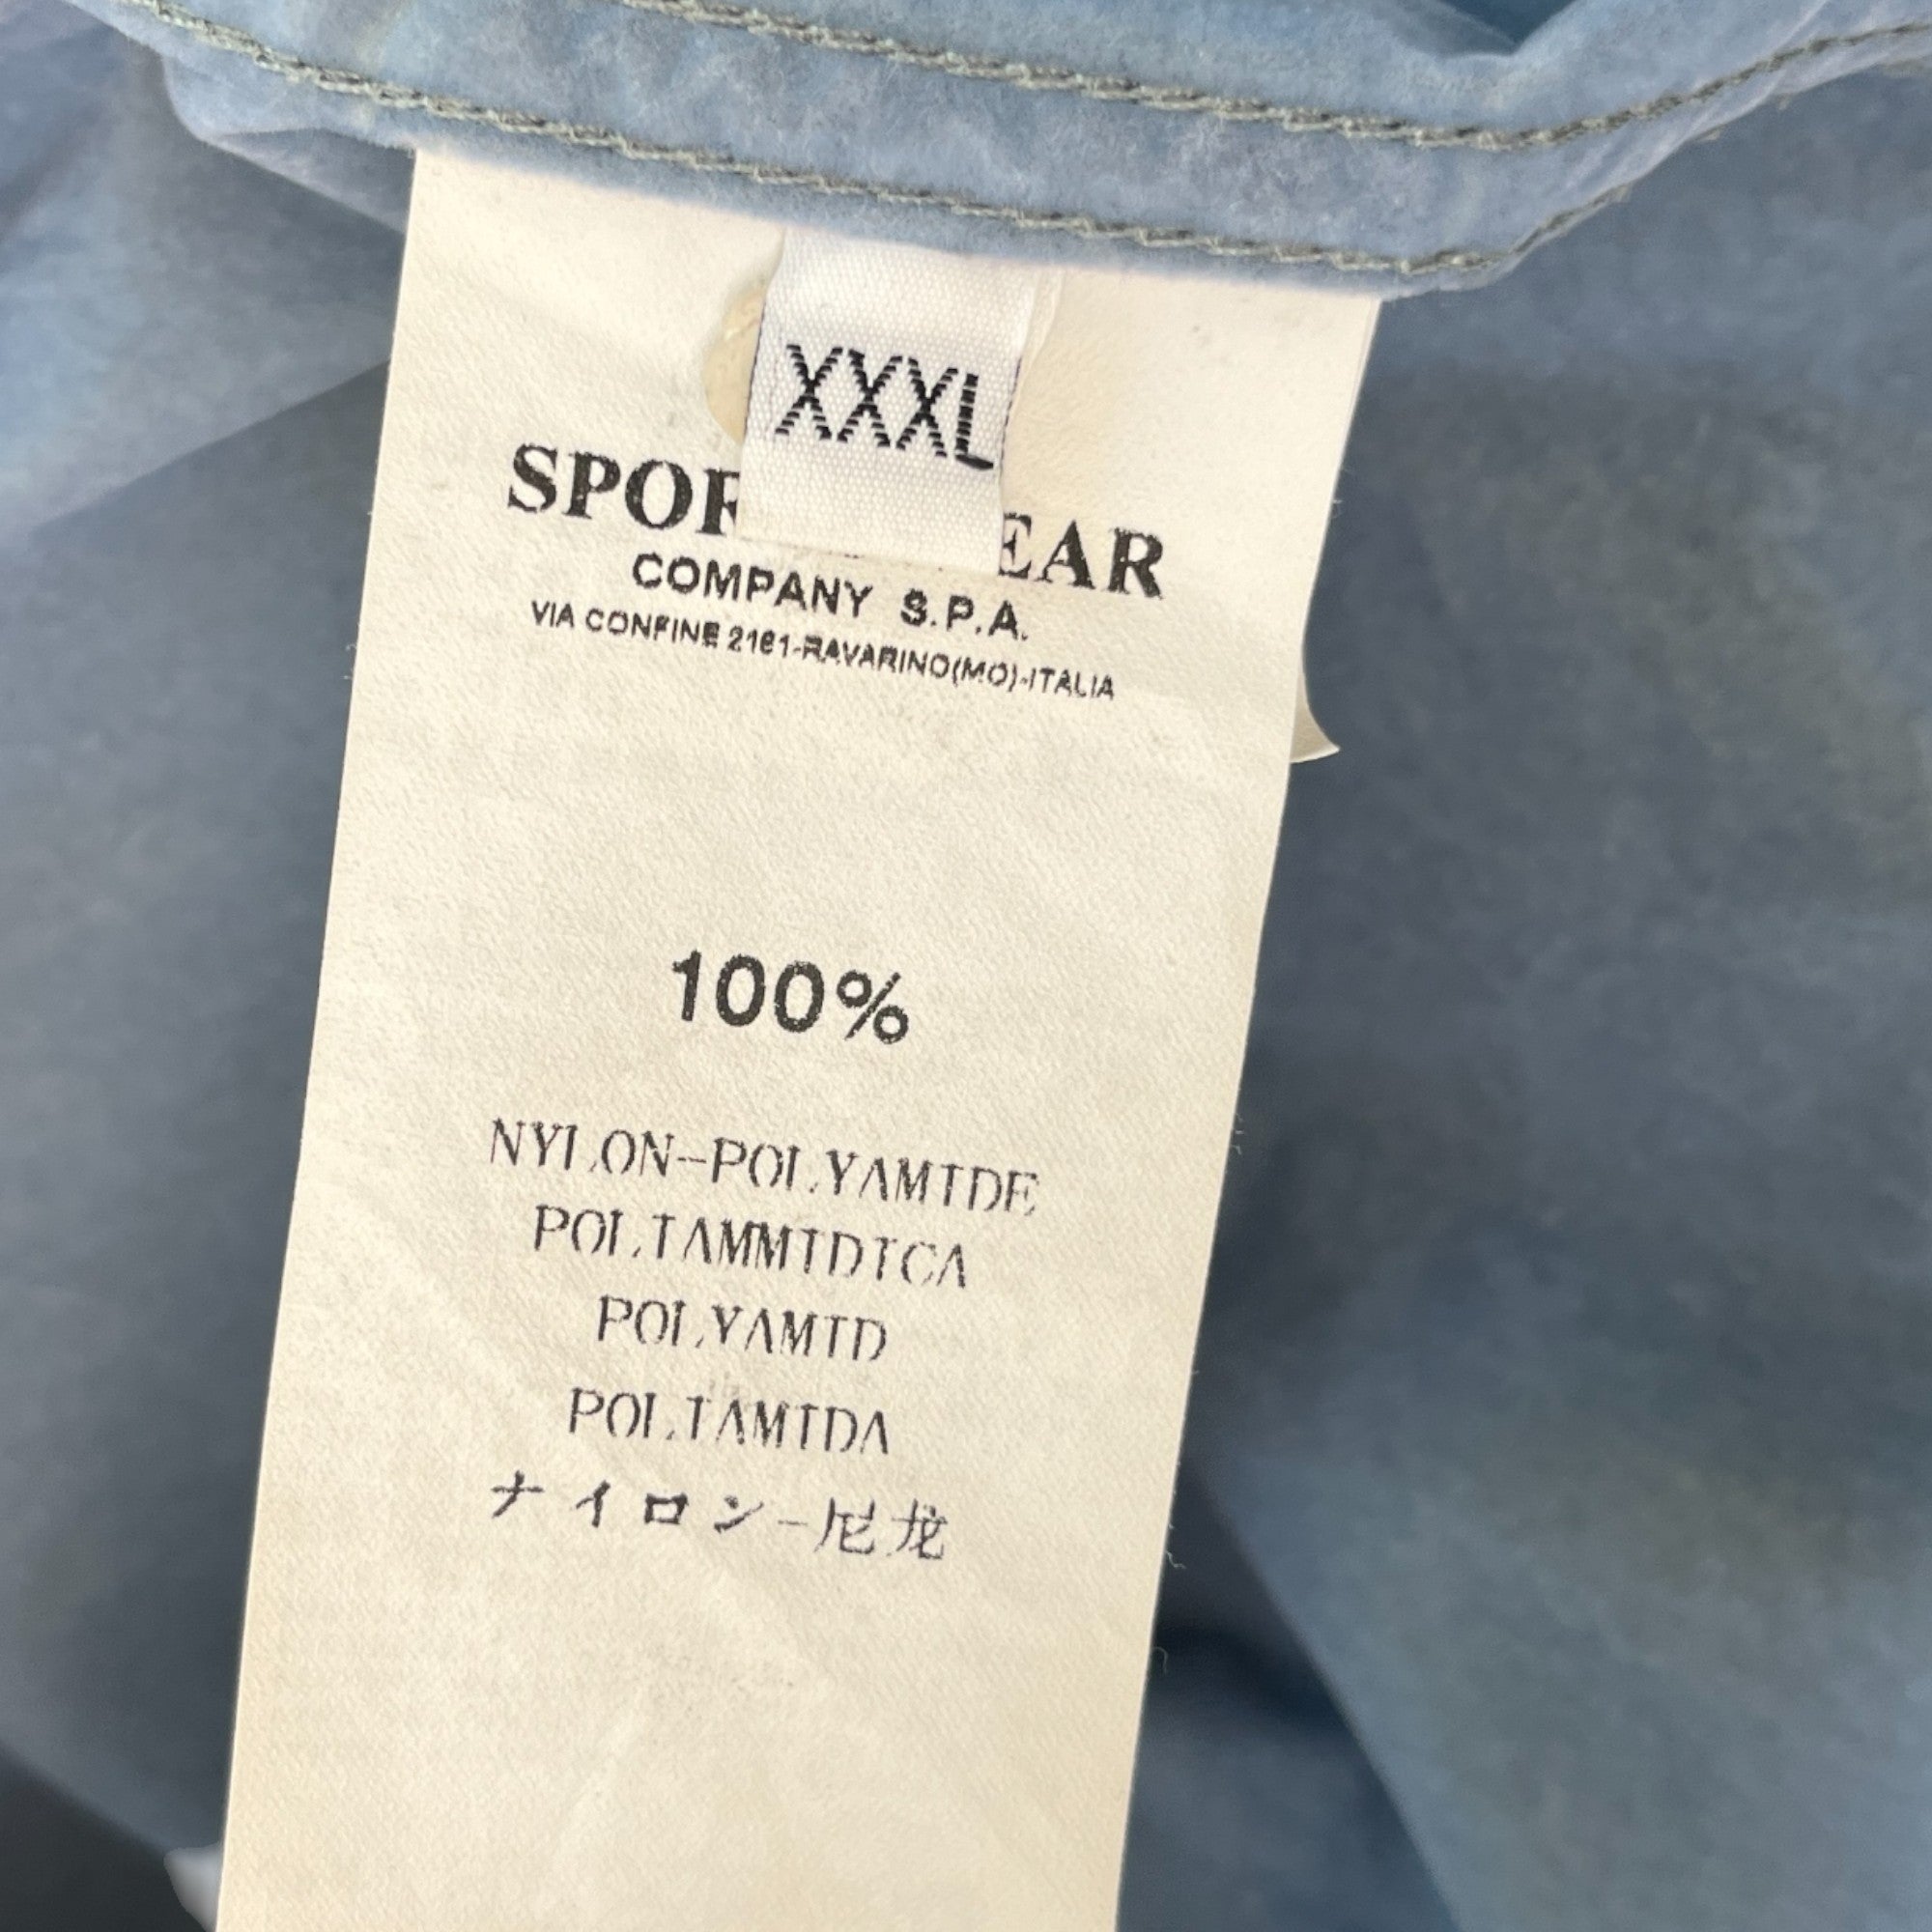 XXXL
SPORTSWEAR
COMPANY S.P.A.
VIA CONFINE 2161-RAVARINO(MO)-ITALIA
100%
NYLON-POLYAMIDE
POLIAMMIDICA
POLYAMID
POLIAMIDA
ナイロン-尼龙